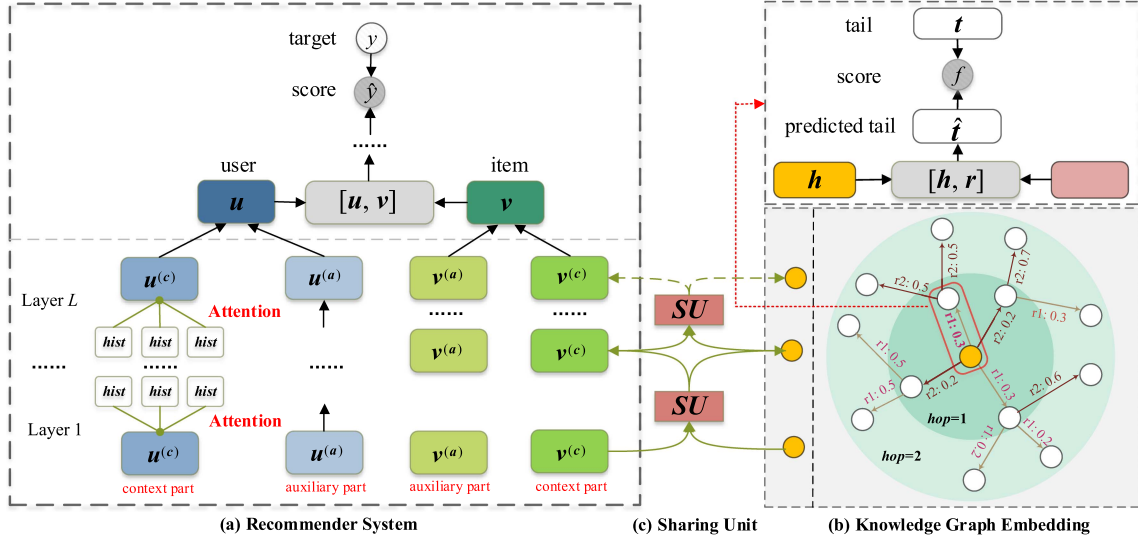 target
y
score
ŷ
......
user
item
u
[u, v]
v
u(c)
u(a)
v(a)
v(c)
Layer L
Attention
hist hist hist
......
......
......
......
......
......
v(a)
v(c)
hist hist hist
Attention
Layer 1
u(c)
u(a)
v(a)
v(c)
context part
auxiliary part
auxiliary part
context part
(a) Recommender System
SU
SU
(c) Sharing Unit
tail
t
score
f
predicted tail
t̂
h
[h, r]
r2: 0.5
r2: 0.7
r2: 0.5
r1: 0.3
r1: 0.3
r2: 0.2
r1: 0.5
r1: 0.5
r2: 0.2
r1: 0.3
r2: 0.6
hop=1
r1: 0.2
r1: 0.2
hop=2
(b) Knowledge Graph Embedding